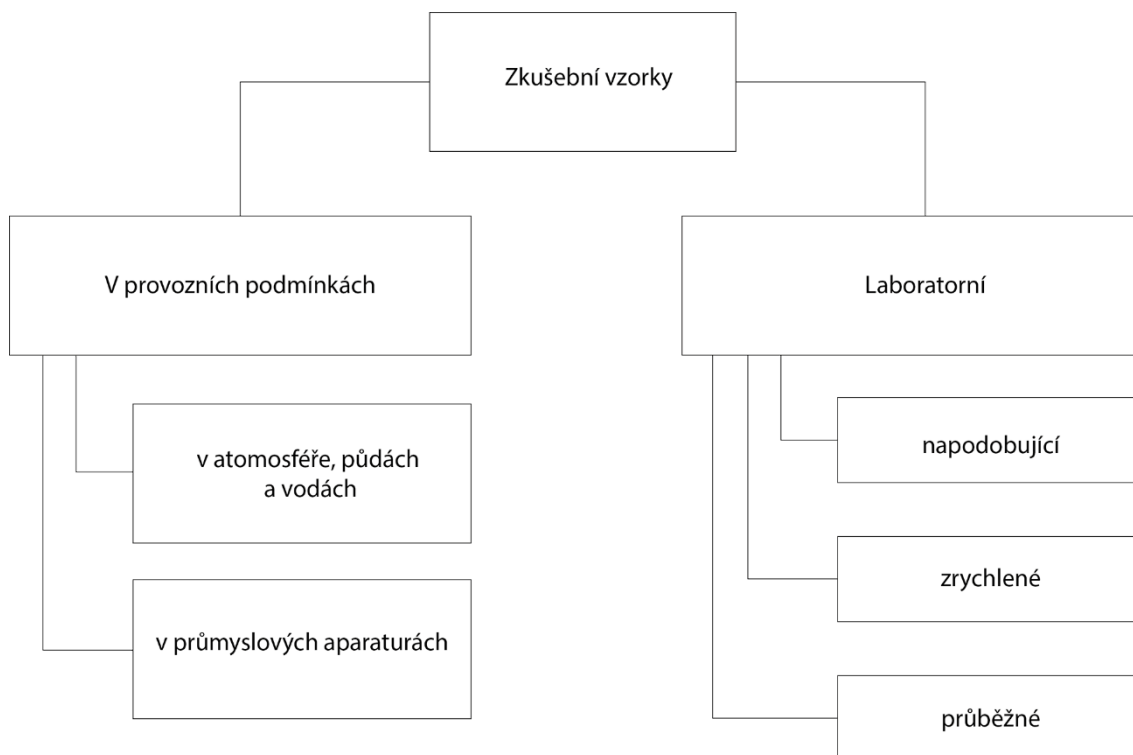 Zkušební vzorky
V provozních podmínkách
Laboratorní
v atomosféře, půdách
a vodách
v průmyslových aparaturách
napodobující
zrychlené
průběžné